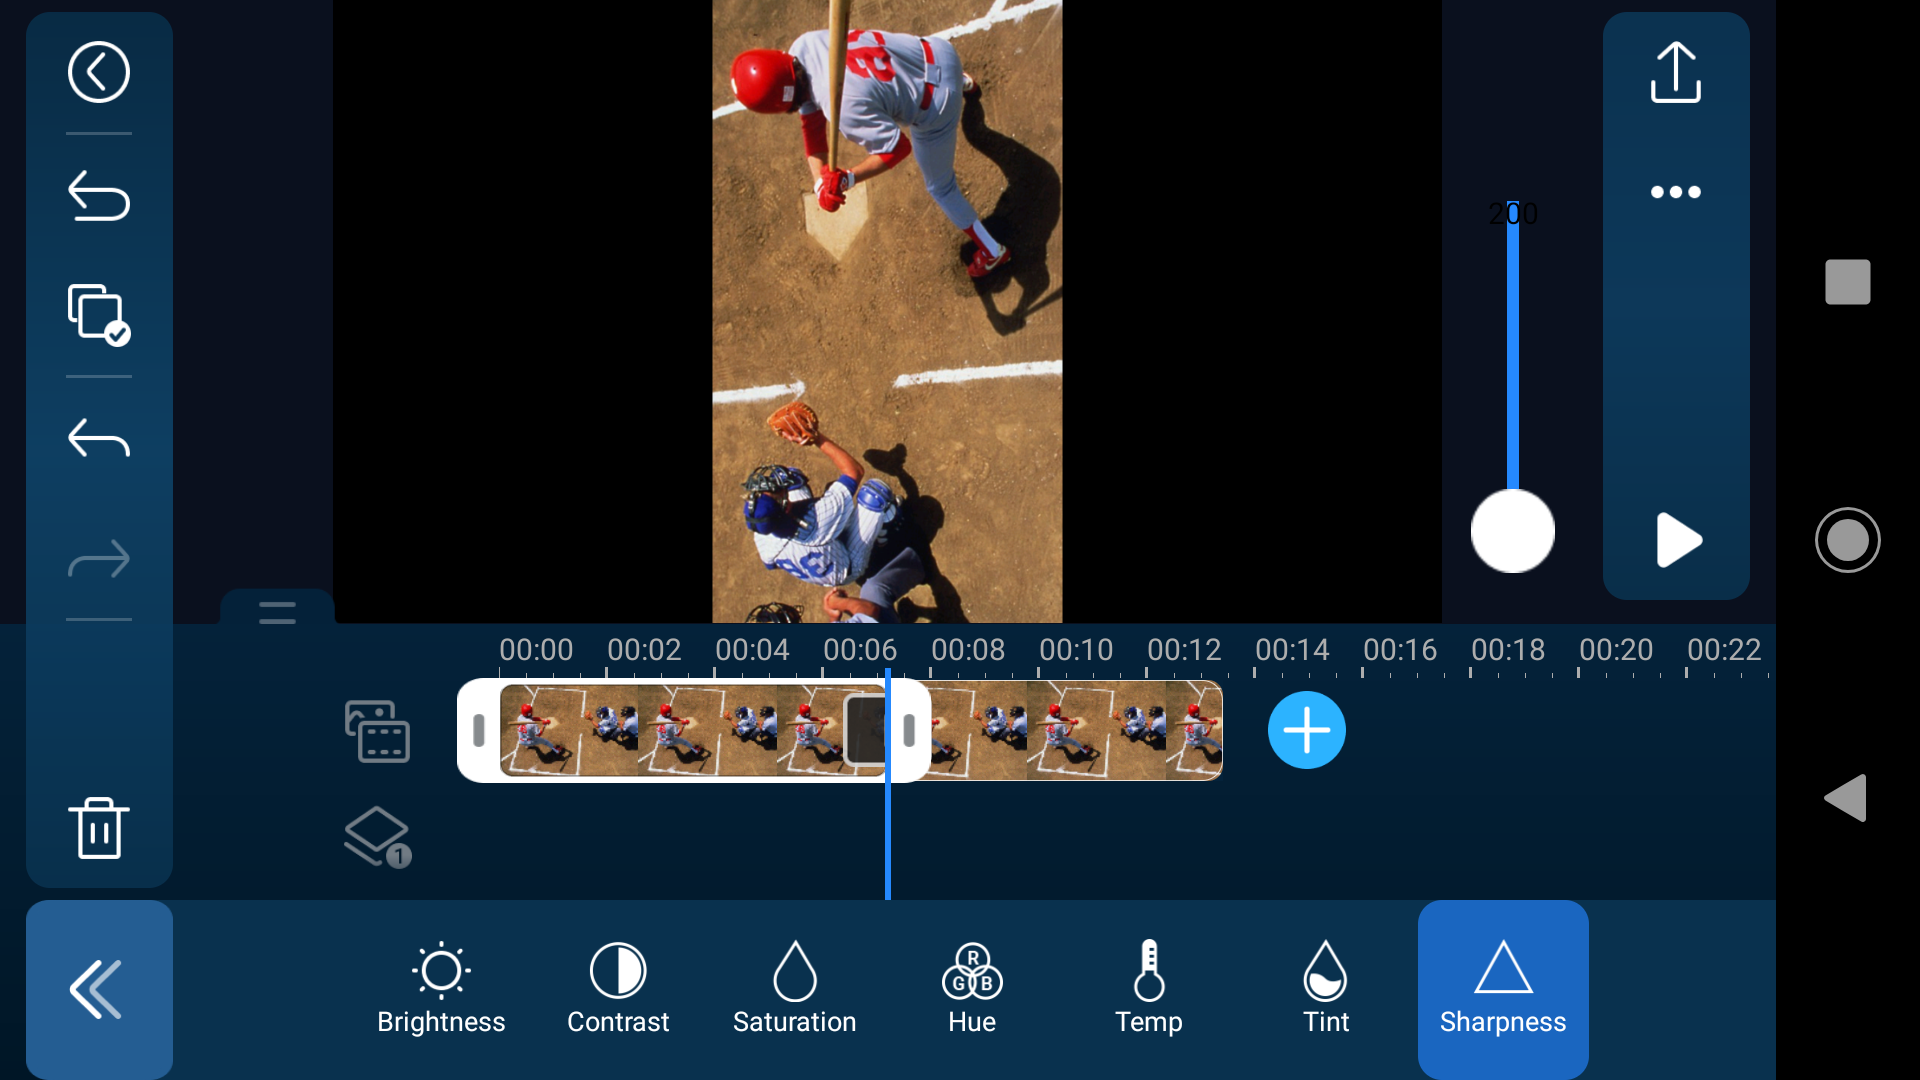 200
00:00 00:02 00:04 00:06 00:08 00:10 00:12 00:14 00:16 00:18 00:20 00:22
1
R
G B
Brightness Contrast Saturation Hue Temp Tint Sharpness